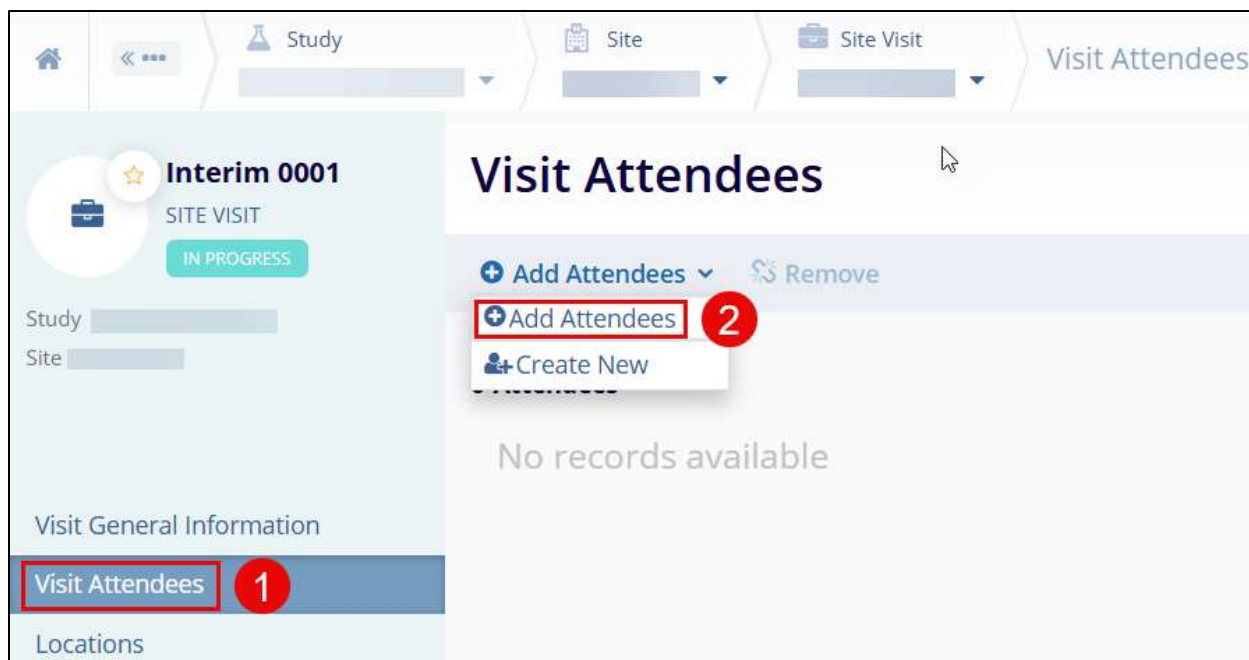 Study
Site
Site Visit
Visit Attendees
Interim 0001
SITE VISIT
IN PROGRESS
Study
Site
Visit General Information
Visit Attendees
1
Locations
Visit Attendees
Add Attendees
Remove
Add Attendees
2
Create New
Attendees
No records available